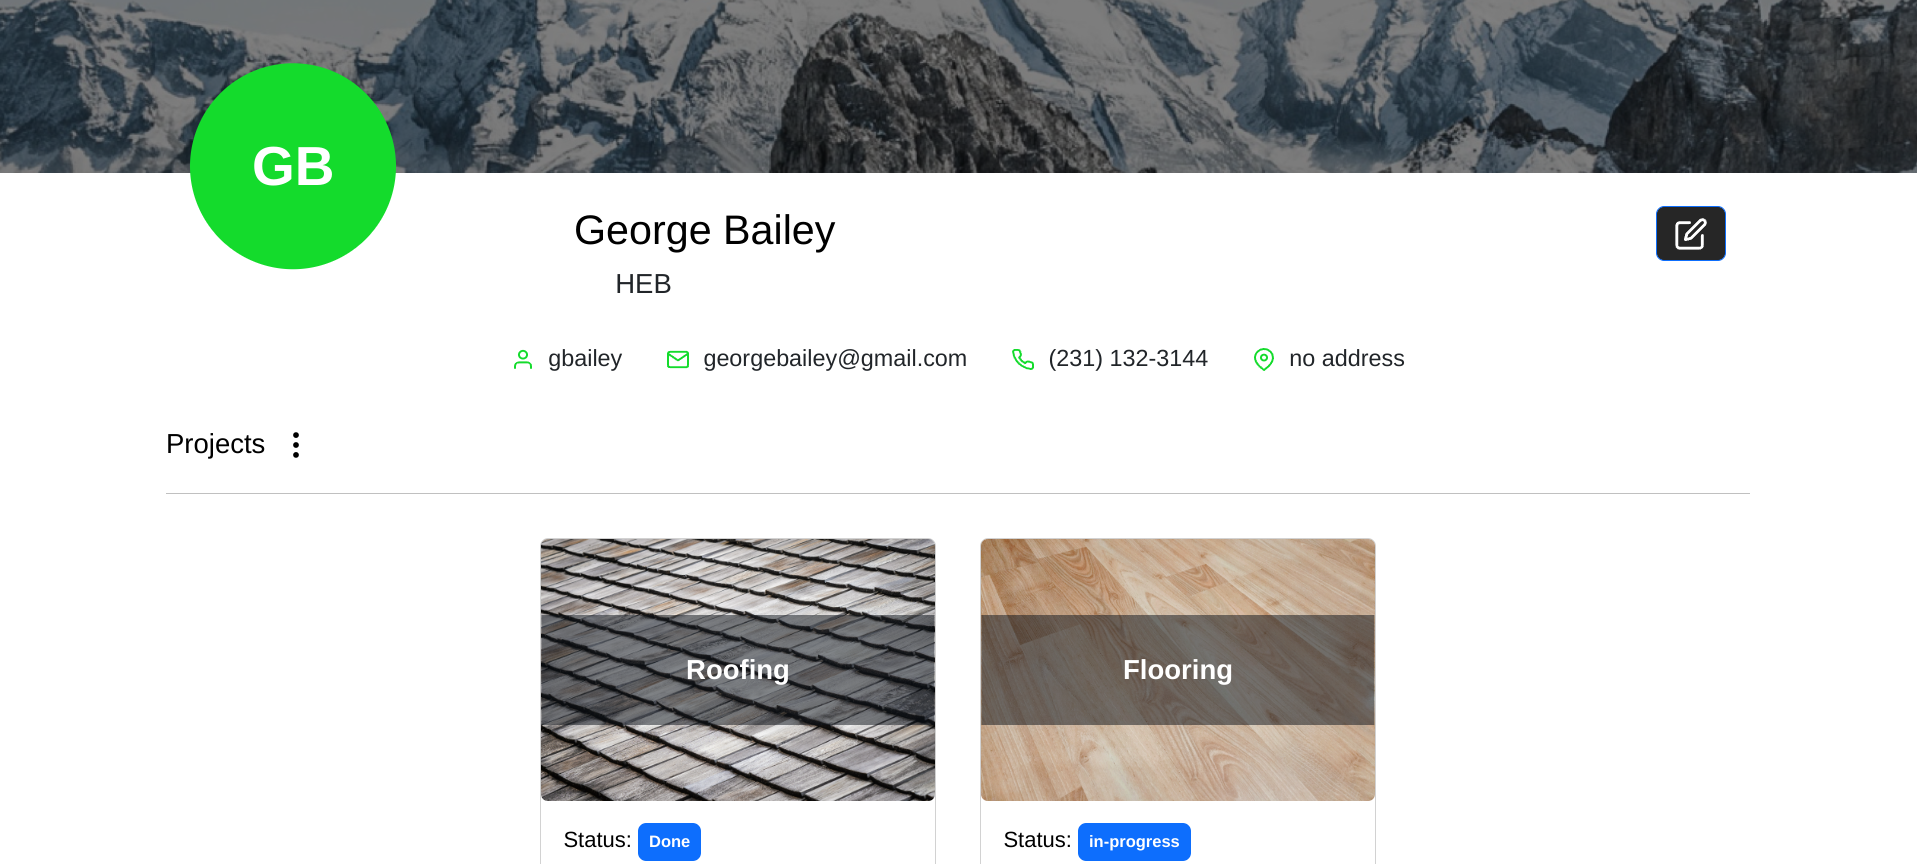 GB
George Bailey
HEB
gbailey georgebailey@gmail.com (231) 132-3144 no address
Projects
Roofing Flooring
Status: Done Status: in-progress